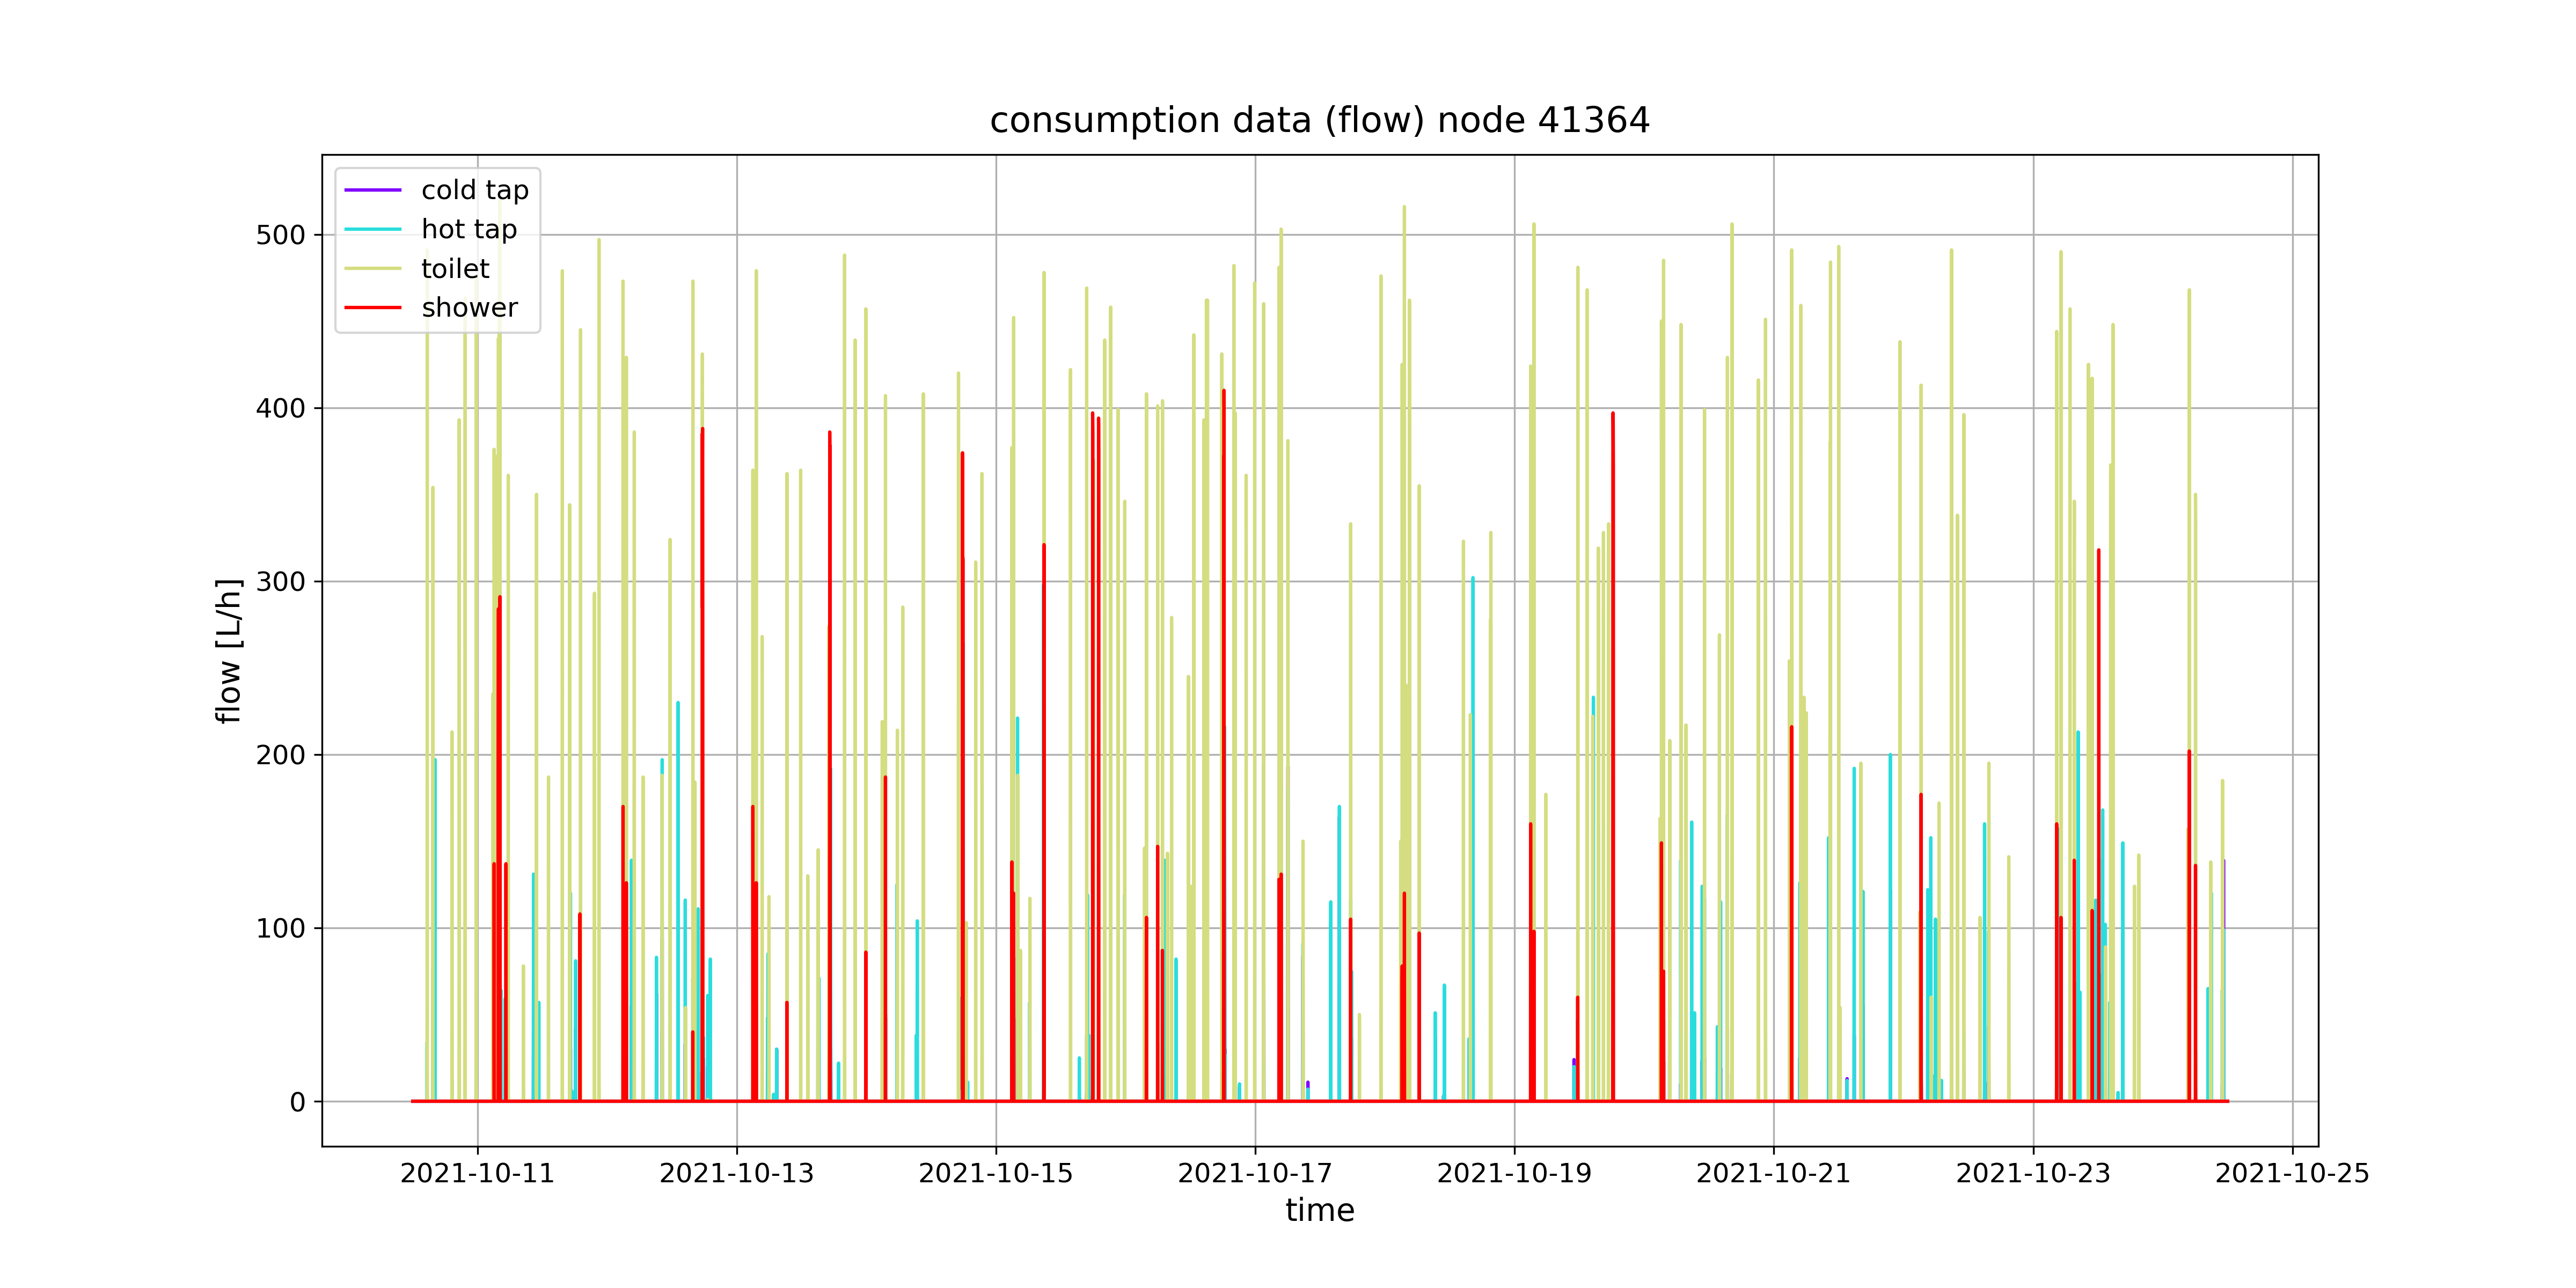 consumption data (flow) node 41364
cold tap
hot tap
toilet
shower
flow [L/h]
500
400
300
200
100
0
2021-10-11 2021-10-13 2021-10-15 2021-10-17 2021-10-19 2021-10-21 2021-10-23 2021-10-25
time